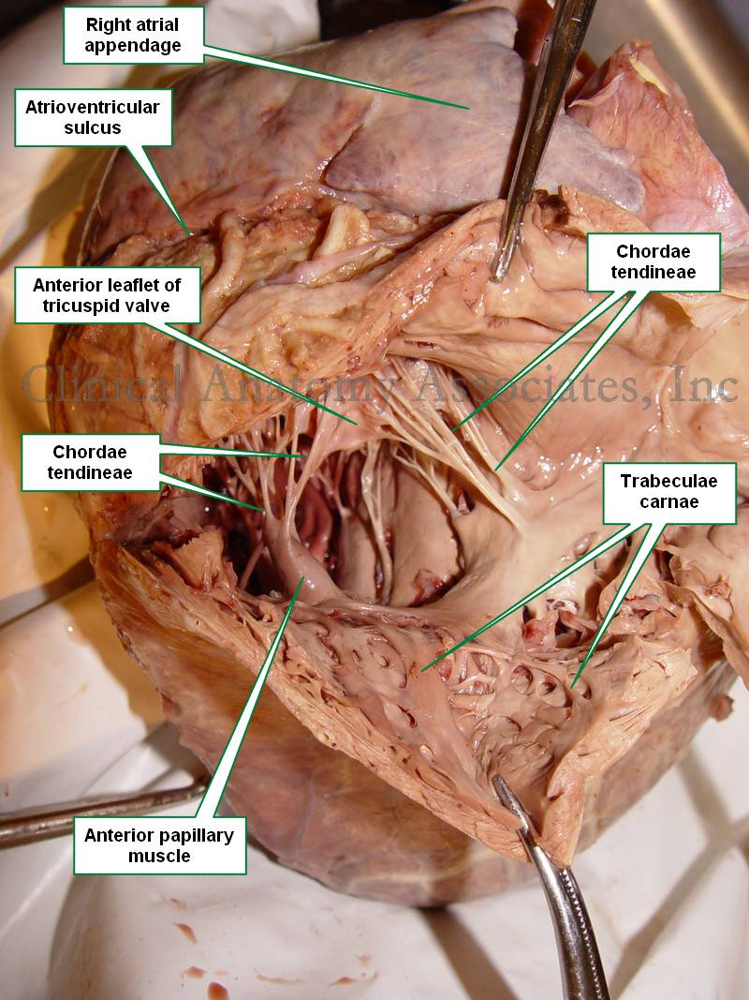 Right atrial
appendage
Atrioventricular
sulcus
Chordae
tendineae
Anterior leaflet of
tricuspid valve
Clinical Anatomy Associates, Inc
Chordae
tendineae
Trabeculae
carnae
Anterior papillary
muscle